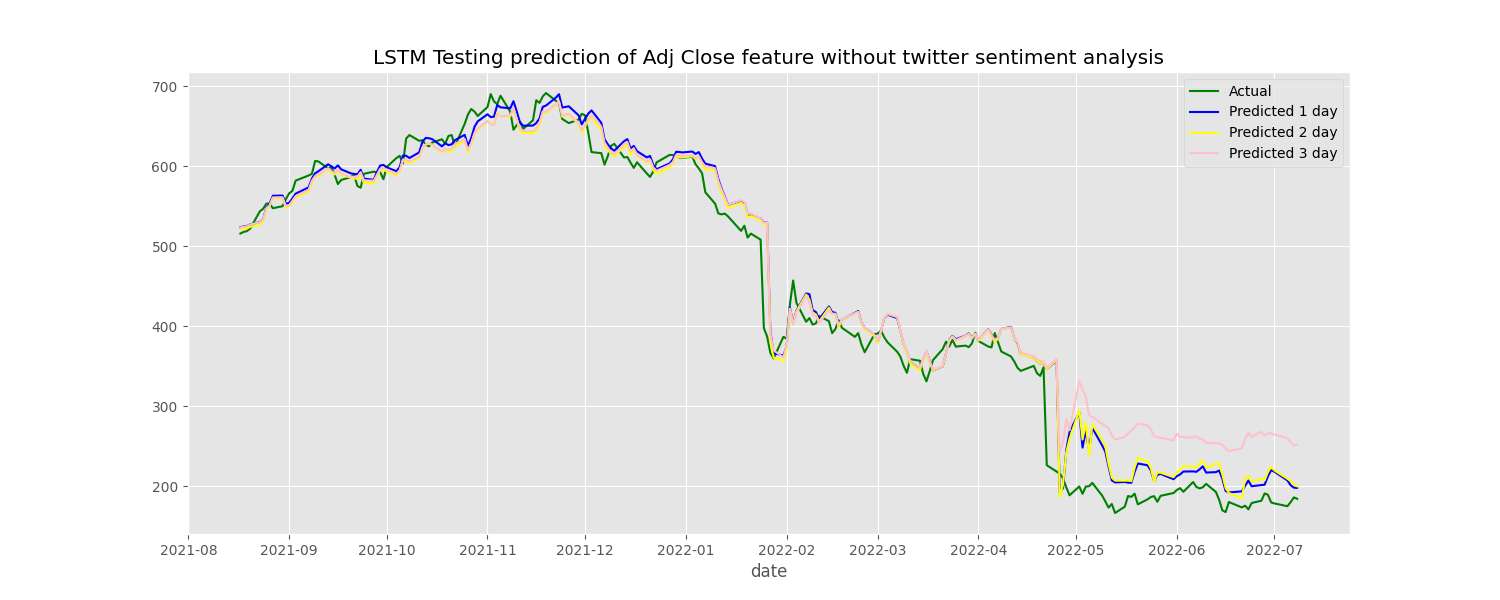 LSTM Testing prediction of Adj Close feature without twitter sentiment analysis
Actual
Predicted 1 day
Predicted 2 day
Predicted 3 day
700
600
500
400
300
200
2021-08 2021-09 2021-10 2021-11 2021-12 2022-01 2022-02 2022-03 2022-04 2022-05 2022-06 2022-07
date